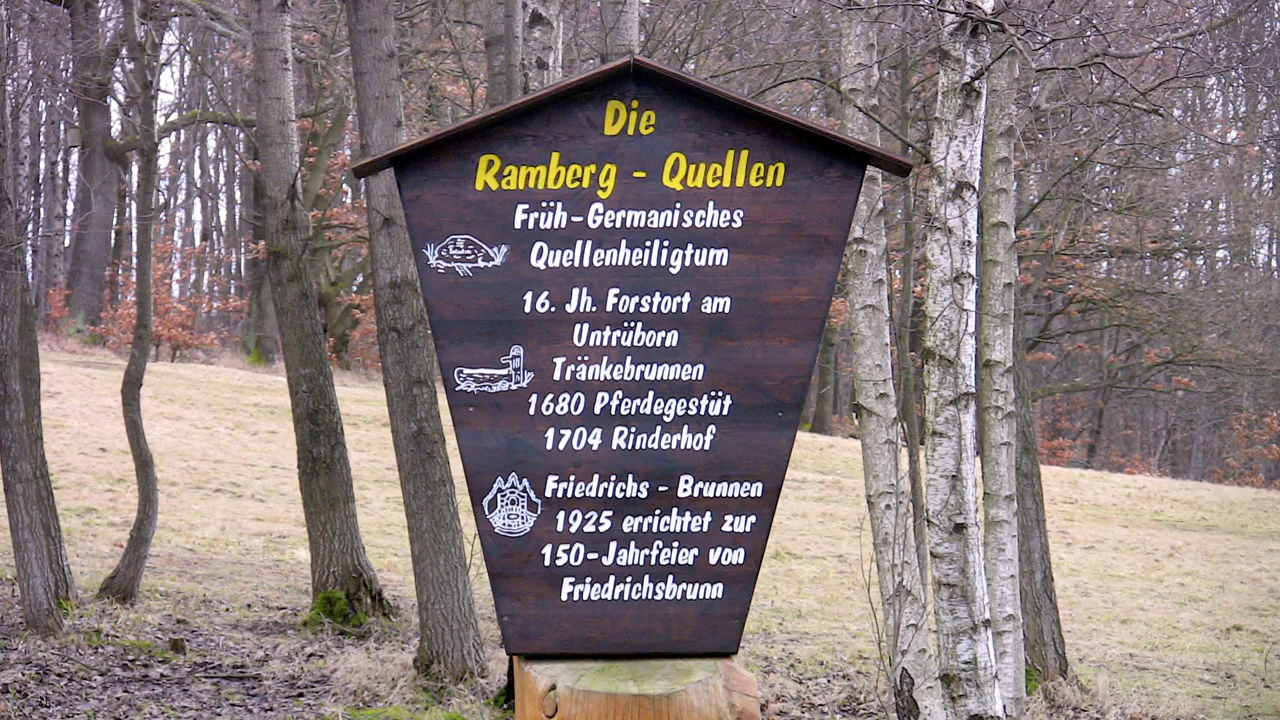 Die
Ramberg - Quellen
Früh-Germanisches
Quellenheiligtum
16. Jh. Forstort am
Untrüborn
Tränkebrunnen
1680 Pferdegestüt
1704 Rinderhof
Friedrichs - Brunnen
1925 errichtet zur
150-Jahrfeier von
Friedrichsbrunn